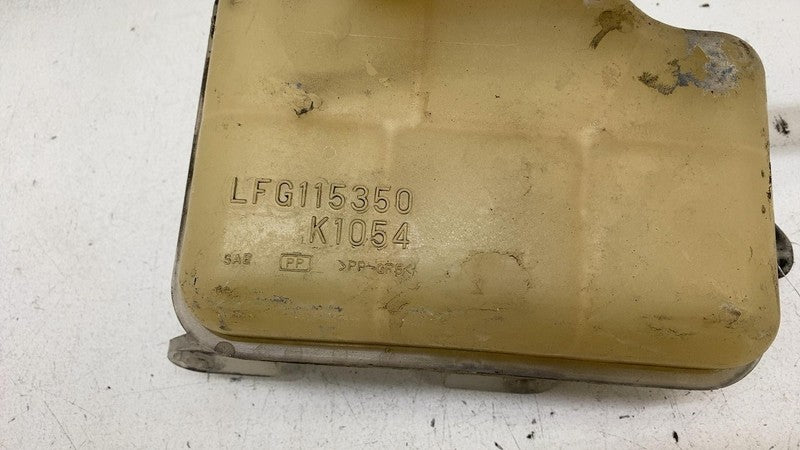 LFG115350
K1054
SAE PP >PP-GF5<